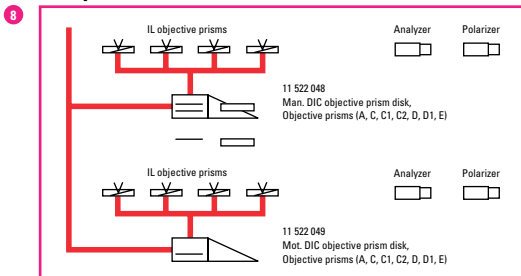 8
IL objective prisms
Analyzer
Polarizer
11 522 048
Man. DIC objective prism disk,
Objective prisms (A, C, C1, C2, D, D1, E)
IL objective prisms
Analyzer
Polarizer
11 522 049
Mot. DIC objective prism disk,
Objective prisms (A, C, C1, C2, D, D1, E)